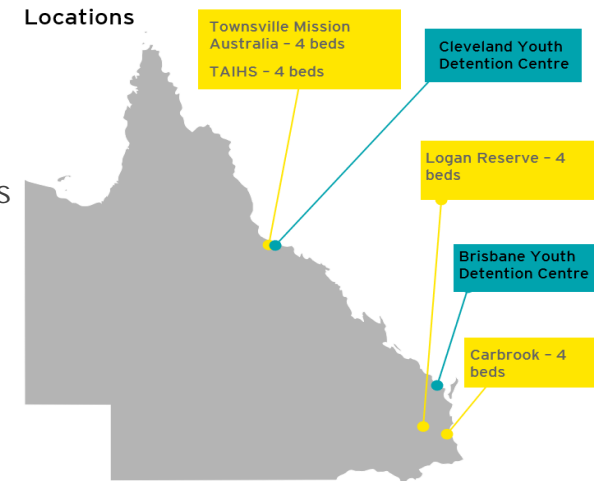 Locations
Townsville Mission
Australia – 4 beds
TAIHS – 4 beds
Cleveland Youth
Detention Centre
Logan Reserve – 4
beds
S
Brisbane Youth
Detention Centre
Carbrook – 4
beds